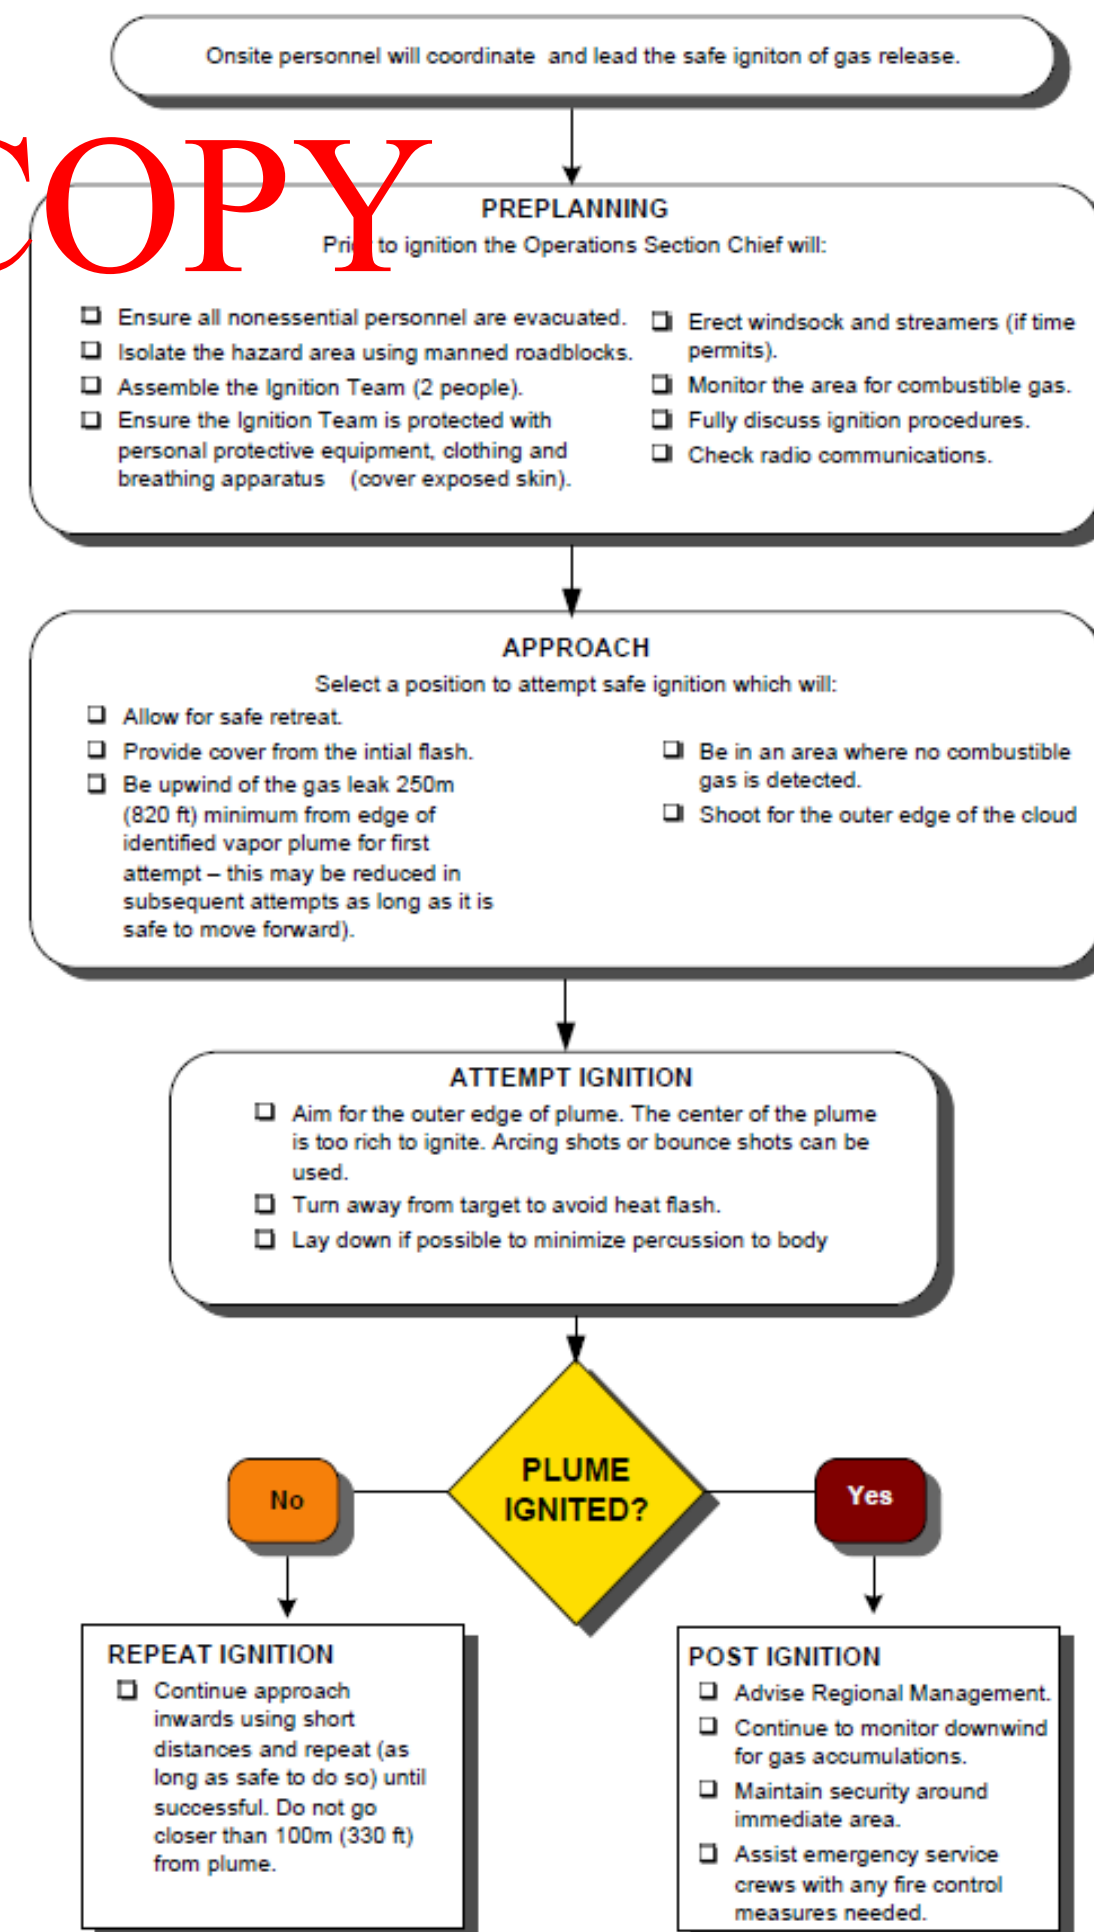 Onsite personnel will coordinate and lead the safe igniton of gas release.
COPY
PREPLANNING
Prior to ignition the Operations Section Chief will:
Ensure all nonessential personnel are evacuated.
Isolate the hazard area using manned roadblocks.
Assemble the Ignition Team (2 people).
Ensure the Ignition Team is protected with
personal protective equipment, clothing and
breathing apparatus (cover exposed skin).
Erect windsock and streamers (if time
permits).
Monitor the area for combustible gas.
Fully discuss ignition procedures.
Check radio communications.
APPROACH
Select a position to attempt safe ignition which will:
Allow for safe retreat.
Provide cover from the intial flash.
Be upwind of the gas leak 250m
(820 ft) minimum from edge of
identified vapor plume for first
attempt – this may be reduced in
subsequent attempts as long as it is
safe to move forward).
Be in an area where no combustible
gas is detected.
Shoot for the outer edge of the cloud
ATTEMPT IGNITION
Aim for the outer edge of plume. The center of the plume
is too rich to ignite. Arcing shots or bounce shots can be
used.
Turn away from target to avoid heat flash.
Lay down if possible to minimize percussion to body
PLUME
IGNITED?
No
Yes
REPEAT IGNITION
Continue approach
inwards using short
distances and repeat (as
long as safe to do so) until
successful. Do not go
closer than 100m (330 ft)
from plume.
POST IGNITION
Advise Regional Management.
Continue to monitor downwind
for gas accumulations.
Maintain security around
immediate area.
Assist emergency service
crews with any fire control
measures needed.